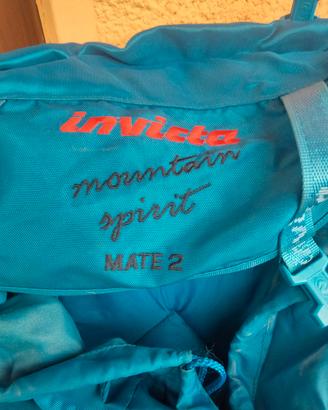 invicta
mountain
spirit
MATE 2